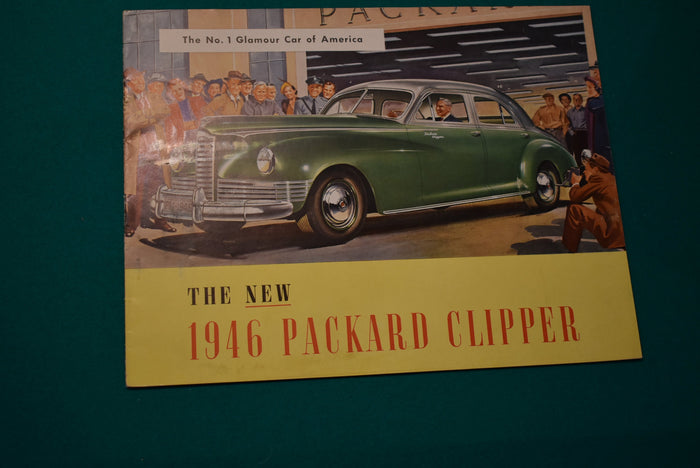 PACKARD
The No. 1 Glamour Car of America
THE NEW
1946 PACKARD CLIPPER